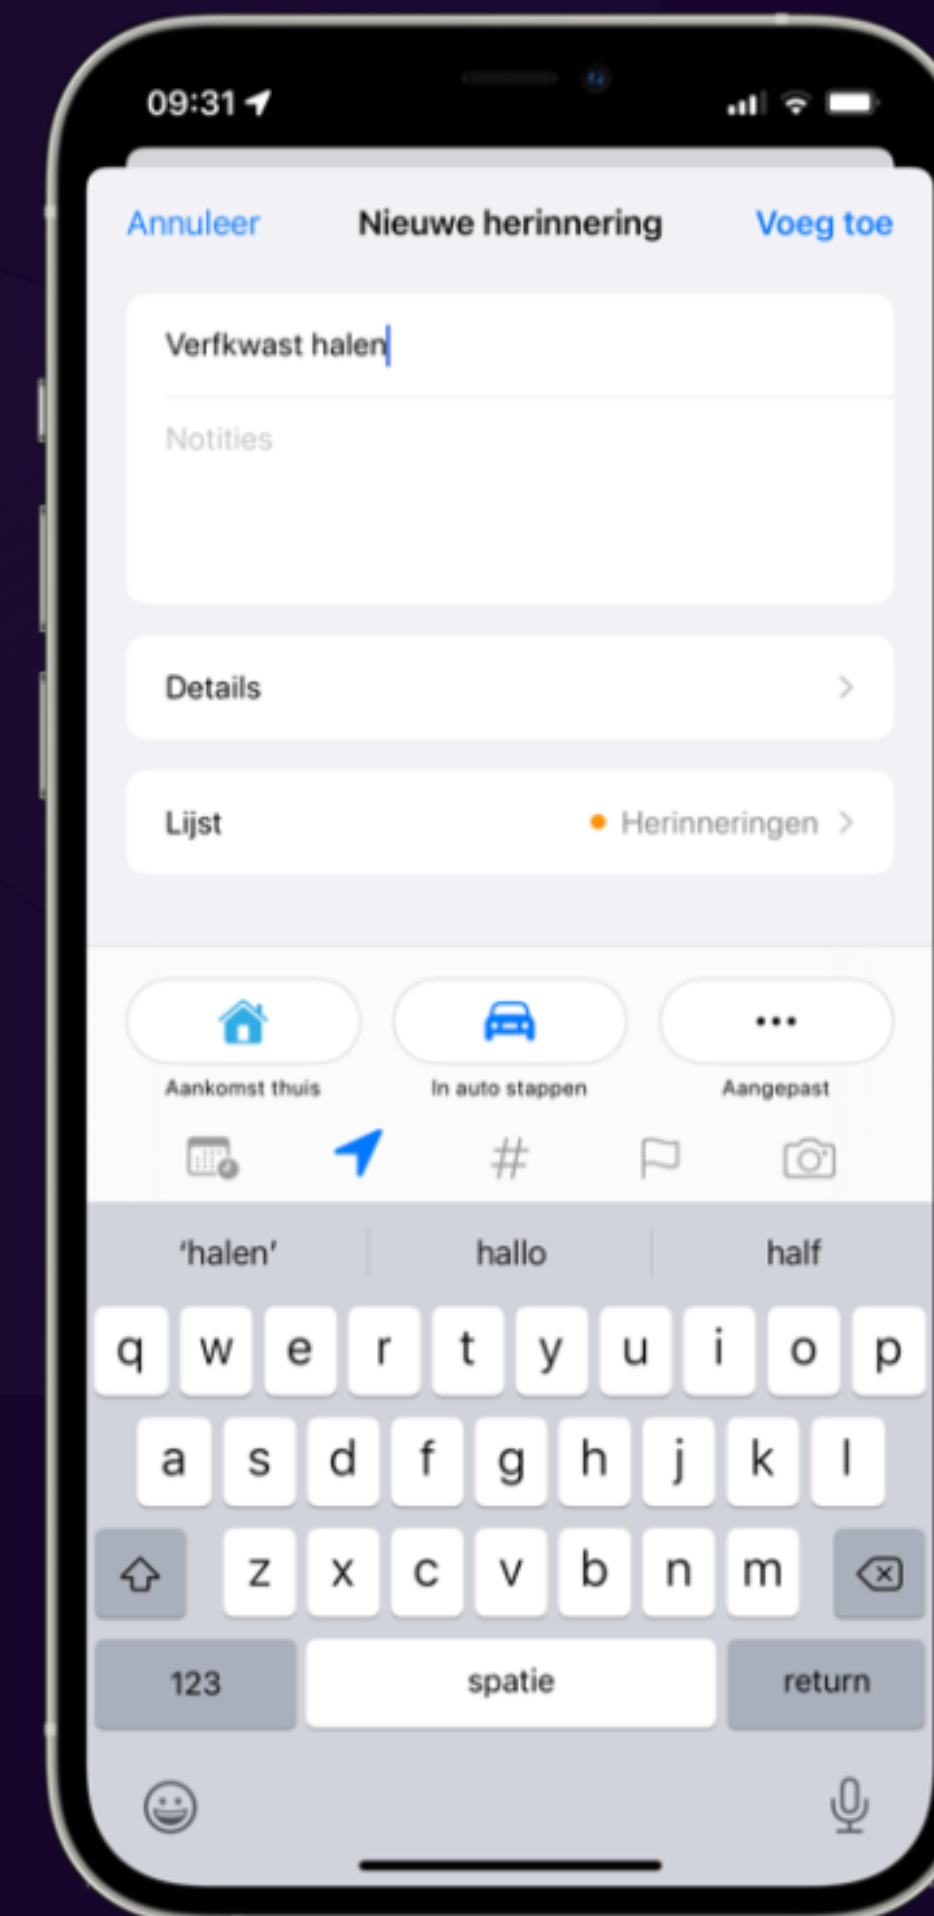 09:31
Annuleer Nieuwe herinnering Voeg toe
Verfkwast halen
Notities
Details
Lijst Herinneringen
Aankomst thuis In auto stappen Aangepast
‘halen’ hallo half
q w e r t y u i o p
a s d f g h j k l
z x c v b n m
123 spatie return